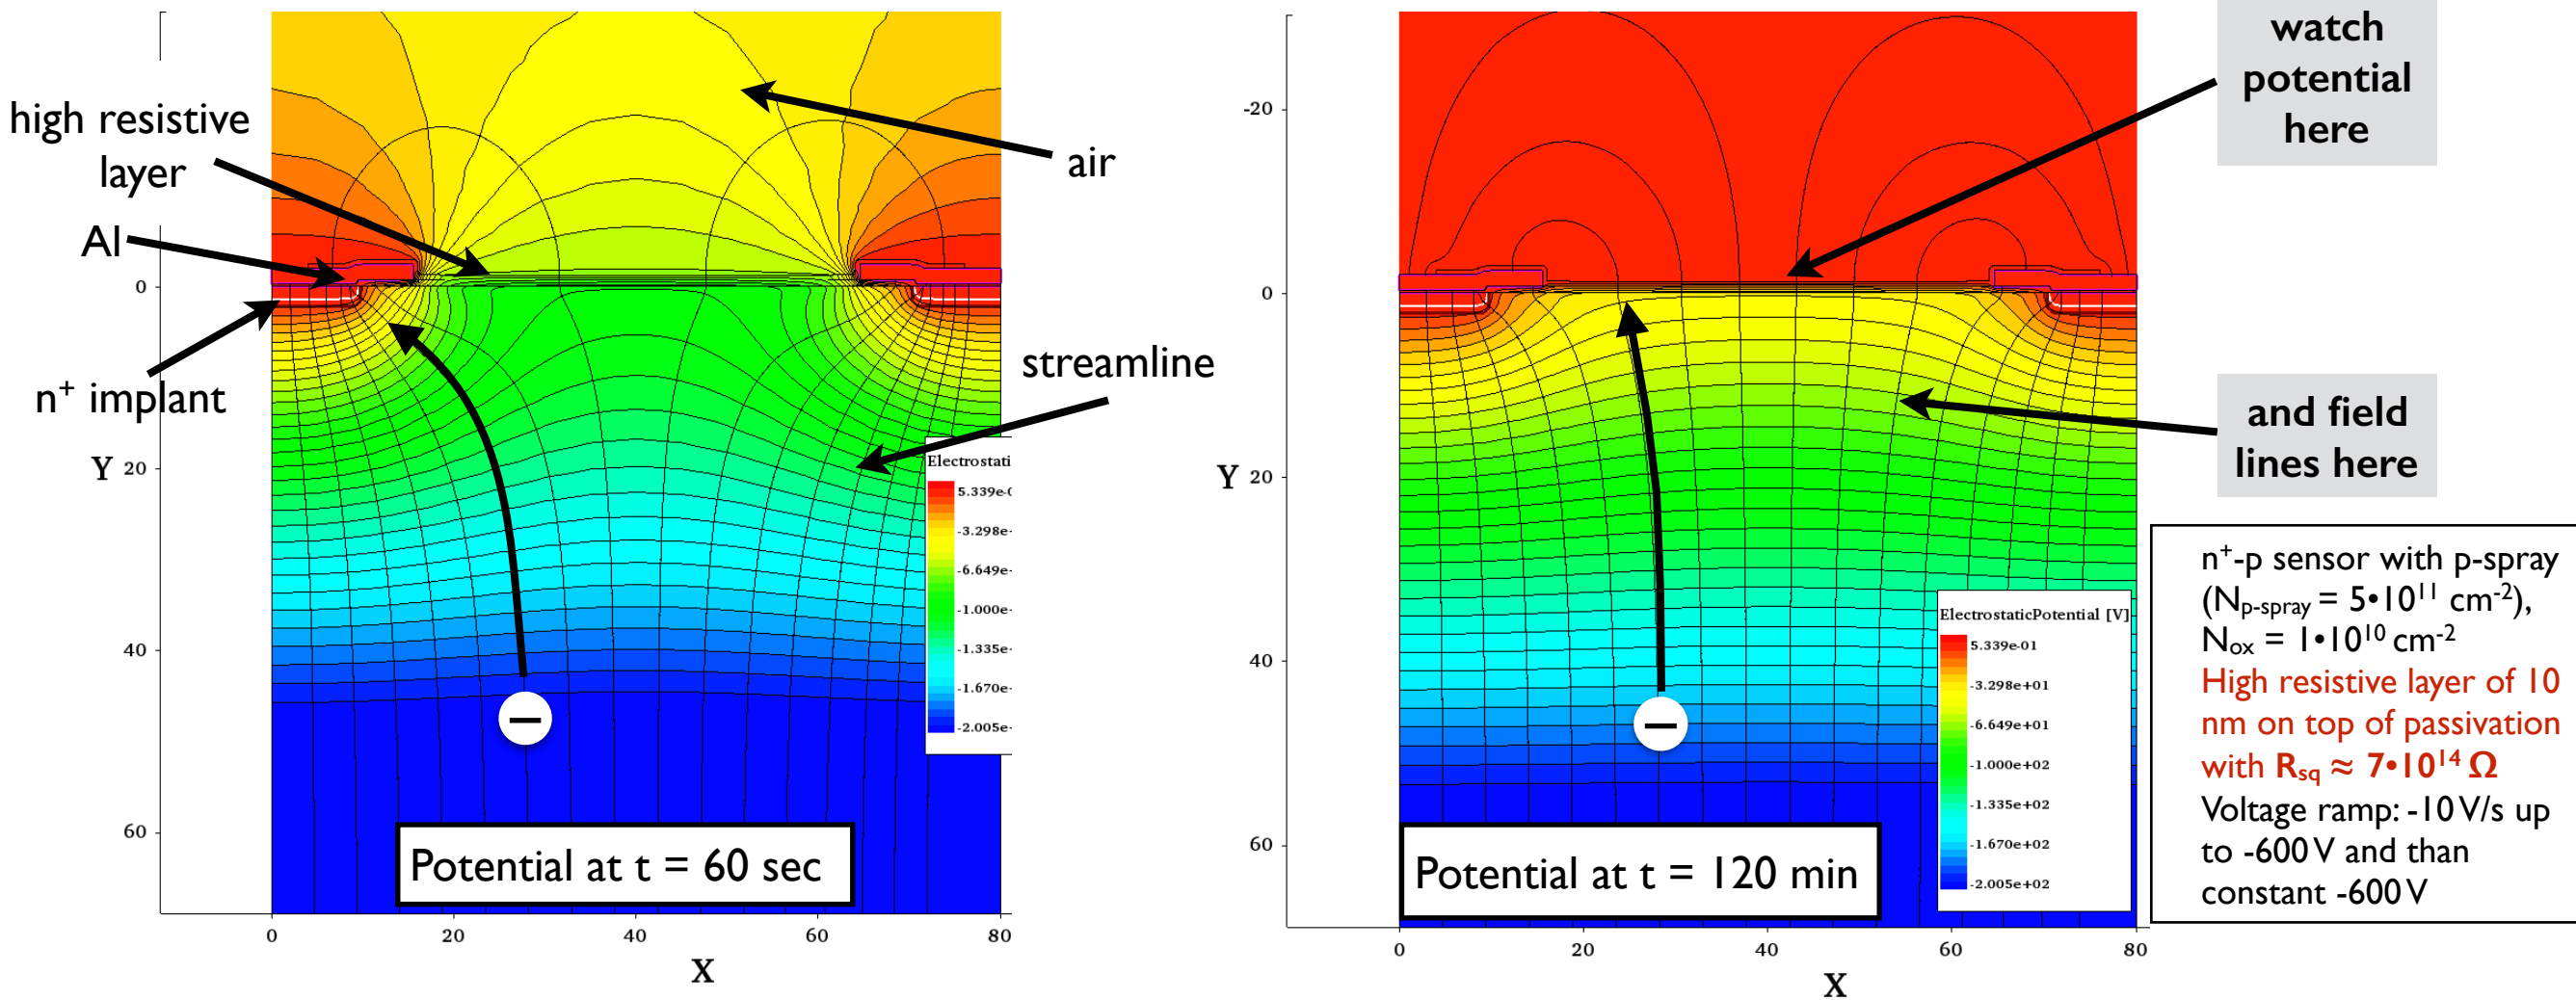 high resistive
layer
Al
n⁺ implant
air
streamline
Y
0
20
40
60
0
20
40
60
80
X
Electrostati
5.339e-0
-3.298e-
-6.649e-
-1.000e-
-1.335e-
-1.670e-
-2.005e-
Potential at t = 60 sec
watch
potential
here
and field
lines here
Y
-20
0
20
40
60
0
20
40
60
80
X
ElectrostaticPotential [V]
5.339e-01
-3.298e+01
-6.649e+01
-1.000e+02
-1.335e+02
-1.670e+02
-2.005e+02
Potential at t = 120 min
n⁺-p sensor with p-spray
(Np-spray = 5•10¹¹ cm⁻²),
Nox = 1•10¹⁰ cm⁻²
High resistive layer of 10
nm on top of passivation
with Rsq ≈ 7•10¹⁴ Ω
Voltage ramp: -10 V/s up
to -600 V and than
constant -600 V